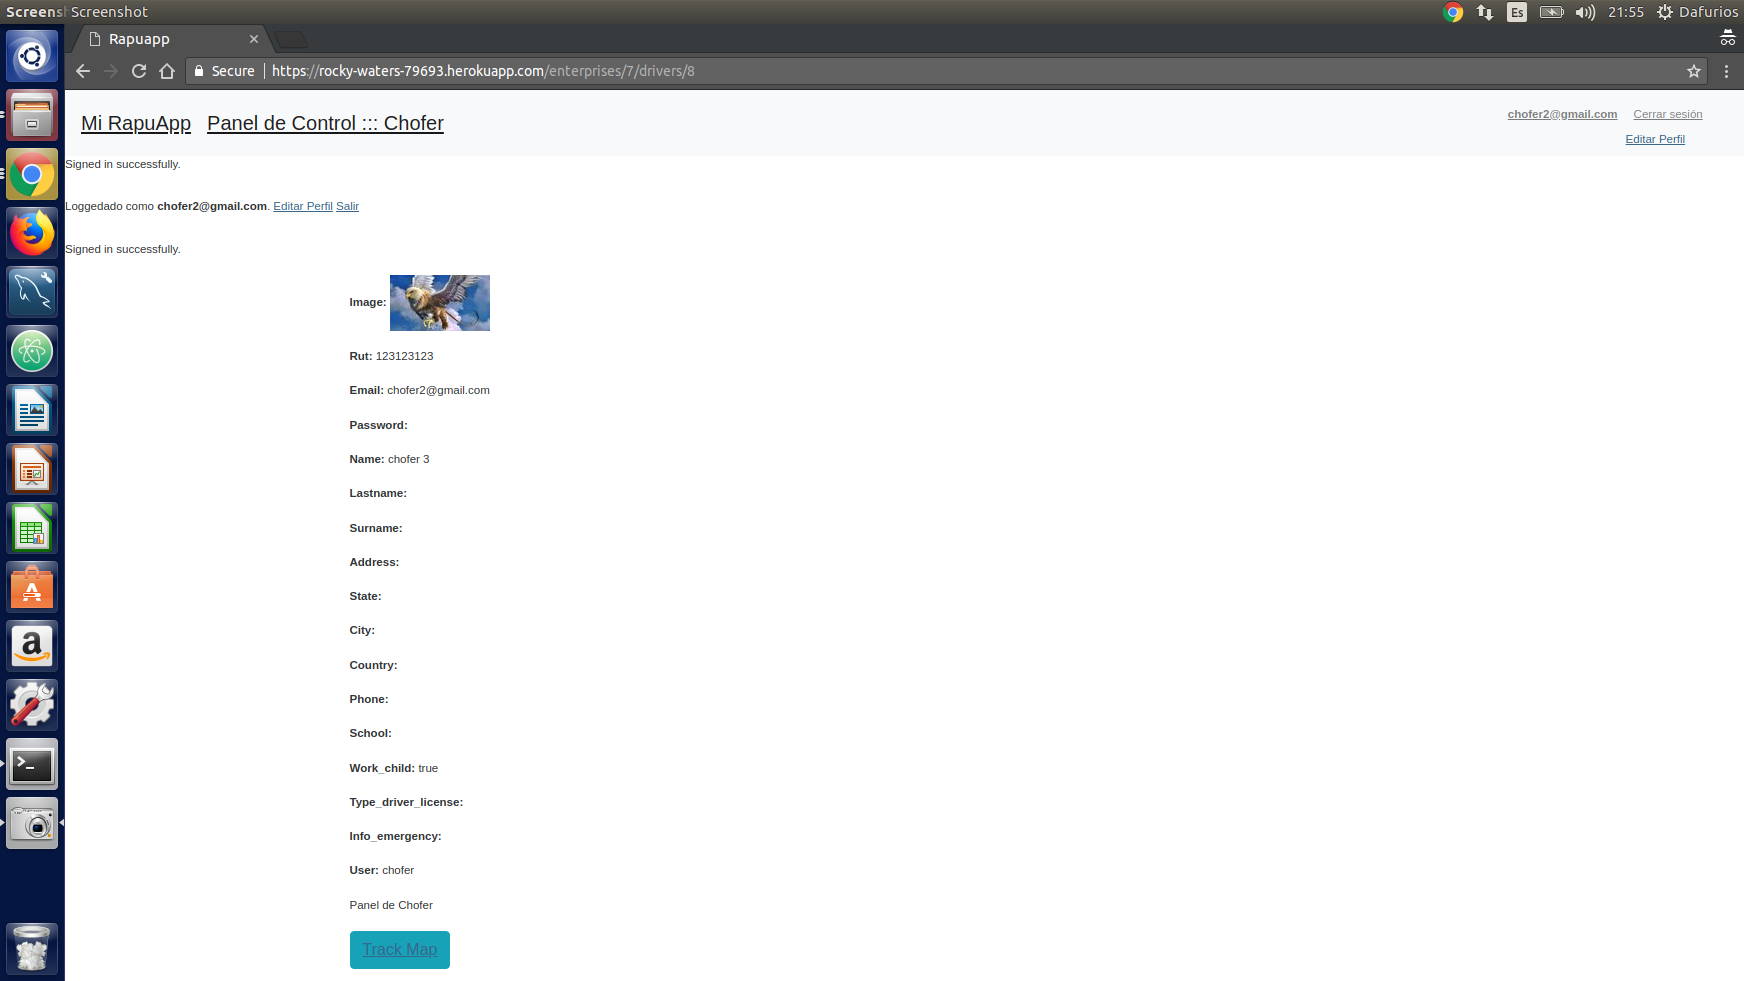 Screenshot
Es
21:55
Dafurios
Rapuapp
Secure
https://rocky-waters-79693.herokuapp.com/enterprises/7/drivers/8
Mi RapuApp Panel de Control ::: Chofer
chofer2@gmail.com Cerrar sesión
Editar Perfil
Signed in successfully.
Loggedado como chofer2@gmail.com. Editar Perfil Salir
Signed in successfully.
Image:
Rut: 123123123
Email: chofer2@gmail.com
Password:
Name: chofer 3
Lastname:
Surname:
Address:
State:
City:
Country:
Phone:
School:
Work_child: true
Type_driver_license:
Info_emergency:
User: chofer
Panel de Chofer
Track Map